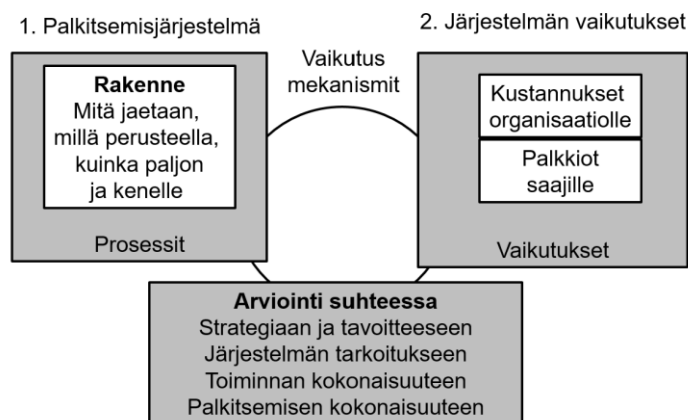 1. Palkitsemisjärjestelmä
Rakenne
Mitä jaetaan,
millä perusteella,
kuinka paljon
ja kenelle
Prosessit
Vaikutus
mekanismit
2. Järjestelmän vaikutukset
Kustannukset
organisaatiolle
Palkkiot
saajille
Vaikutukset
Arviointi suhteessa
Strategiaan ja tavoitteeseen
Järjestelmän tarkoitukseen
Toiminnan kokonaisuuteen
Palkitsemisen kokonaisuuteen